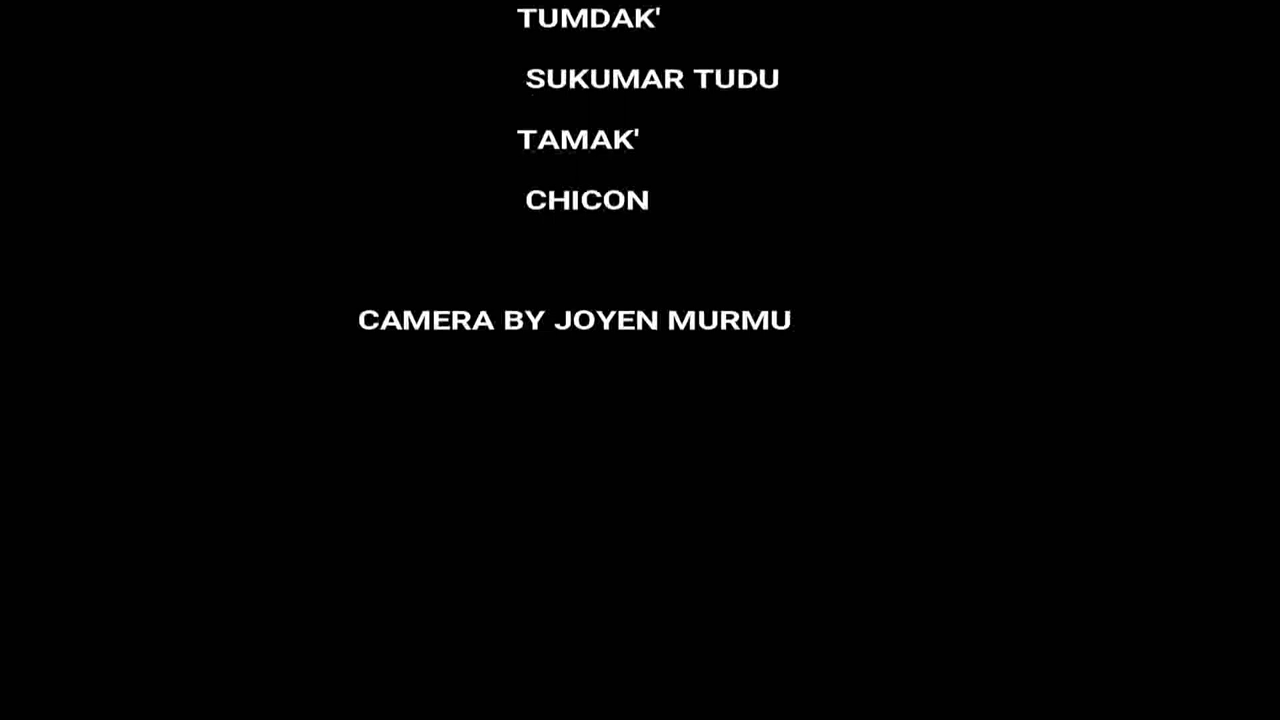 TUMDAK'
SUKUMAR TUDU
TAMAK'
CHICON
CAMERA BY JOYEN MURMU